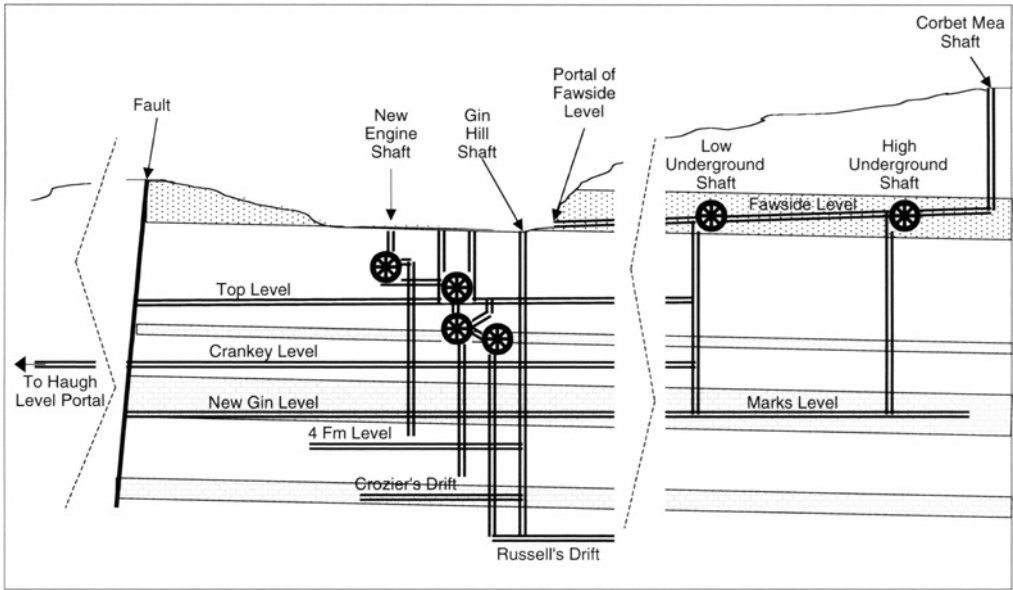 Corbet Mea
Shaft
Portal of
Fawside
Level
Fault
New
Engine
Shaft
Gin
Hill
Shaft
Low
Underground
Shaft
High
Underground
Shaft
Fawside Level
Top Level
Crankey Level
To Haugh
Level Portal
New Gin Level
Marks Level
4 Fm Level
Crozier's Drift
Russell's Drift